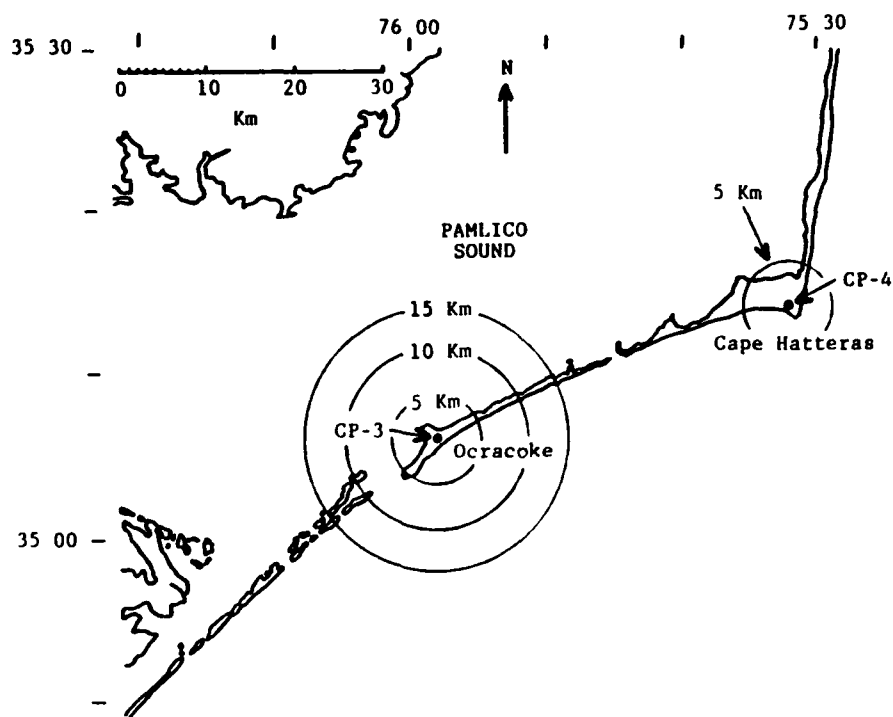 76 00
75 30
35 30
N
0 10 20 30
Km
5 Km
PAMLICO
SOUND
CP-4
15 Km
Cape Hatteras
10 Km
5 Km
CP-3
Ocracoke
35 00